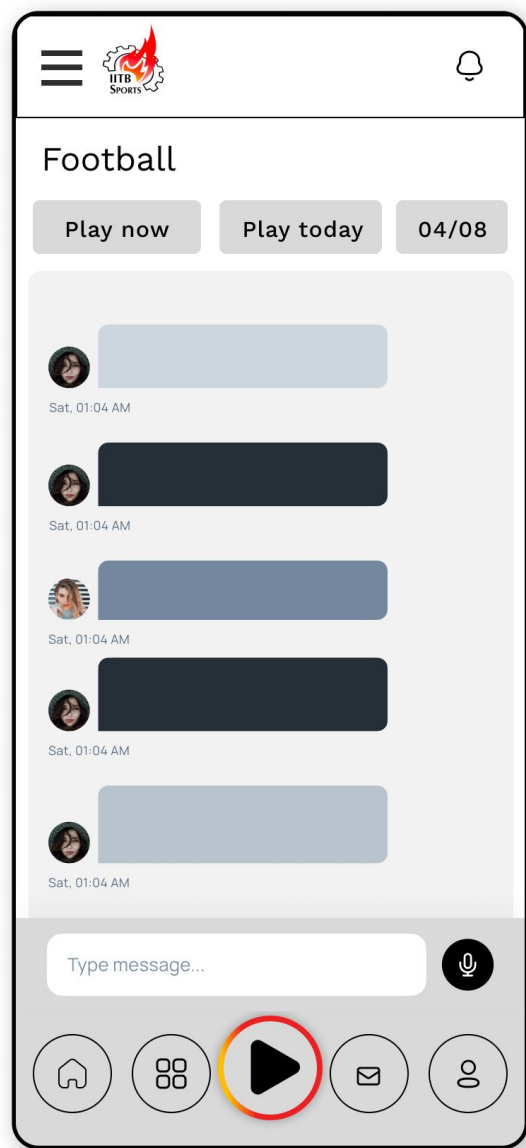 IITB
SPORTS
Football
Play now Play today 04/08
Sat, 01:04 AM
Sat, 01:04 AM
Sat, 01:04 AM
Sat, 01:04 AM
Sat, 01:04 AM
Type message...